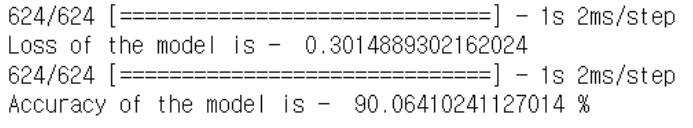 624/624 [==============================] - 1s 2ms/step
Loss of the model is -  0.3014889302162024
624/624 [==============================] - 1s 2ms/step
Accuracy of the model is -  90.06410241127014 %